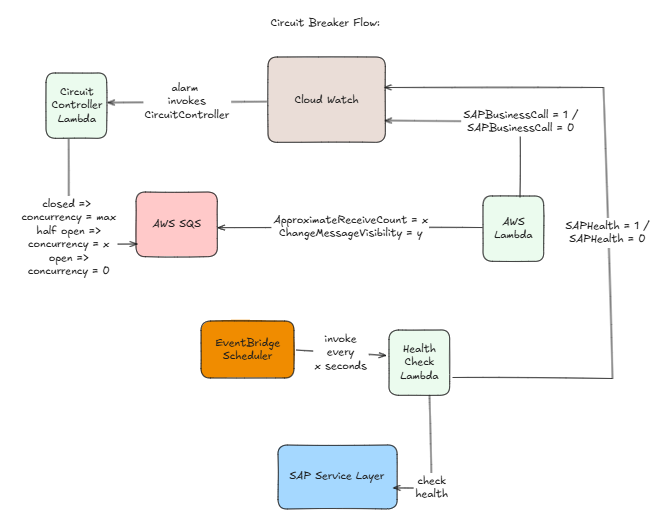 Circuit Breaker Flow:
Circuit
Controller
Lambda
alarm
invokes
CircuitController
Cloud Watch
SAPBusinessCall = 1 /
SAPBusinessCall = 0
closed =>
concurrency = max
half open =>
concurrency = x
open =>
concurrency = 0
AWS SQS
ApproximateReceiveCount = x
ChangeMessageVisibility = y
AWS
Lambda
SAPHealth = 1 /
SAPHealth = 0
EventBridge
Scheduler
invoke
every
x seconds
Health
Check
Lambda
SAP Service Layer
check
health